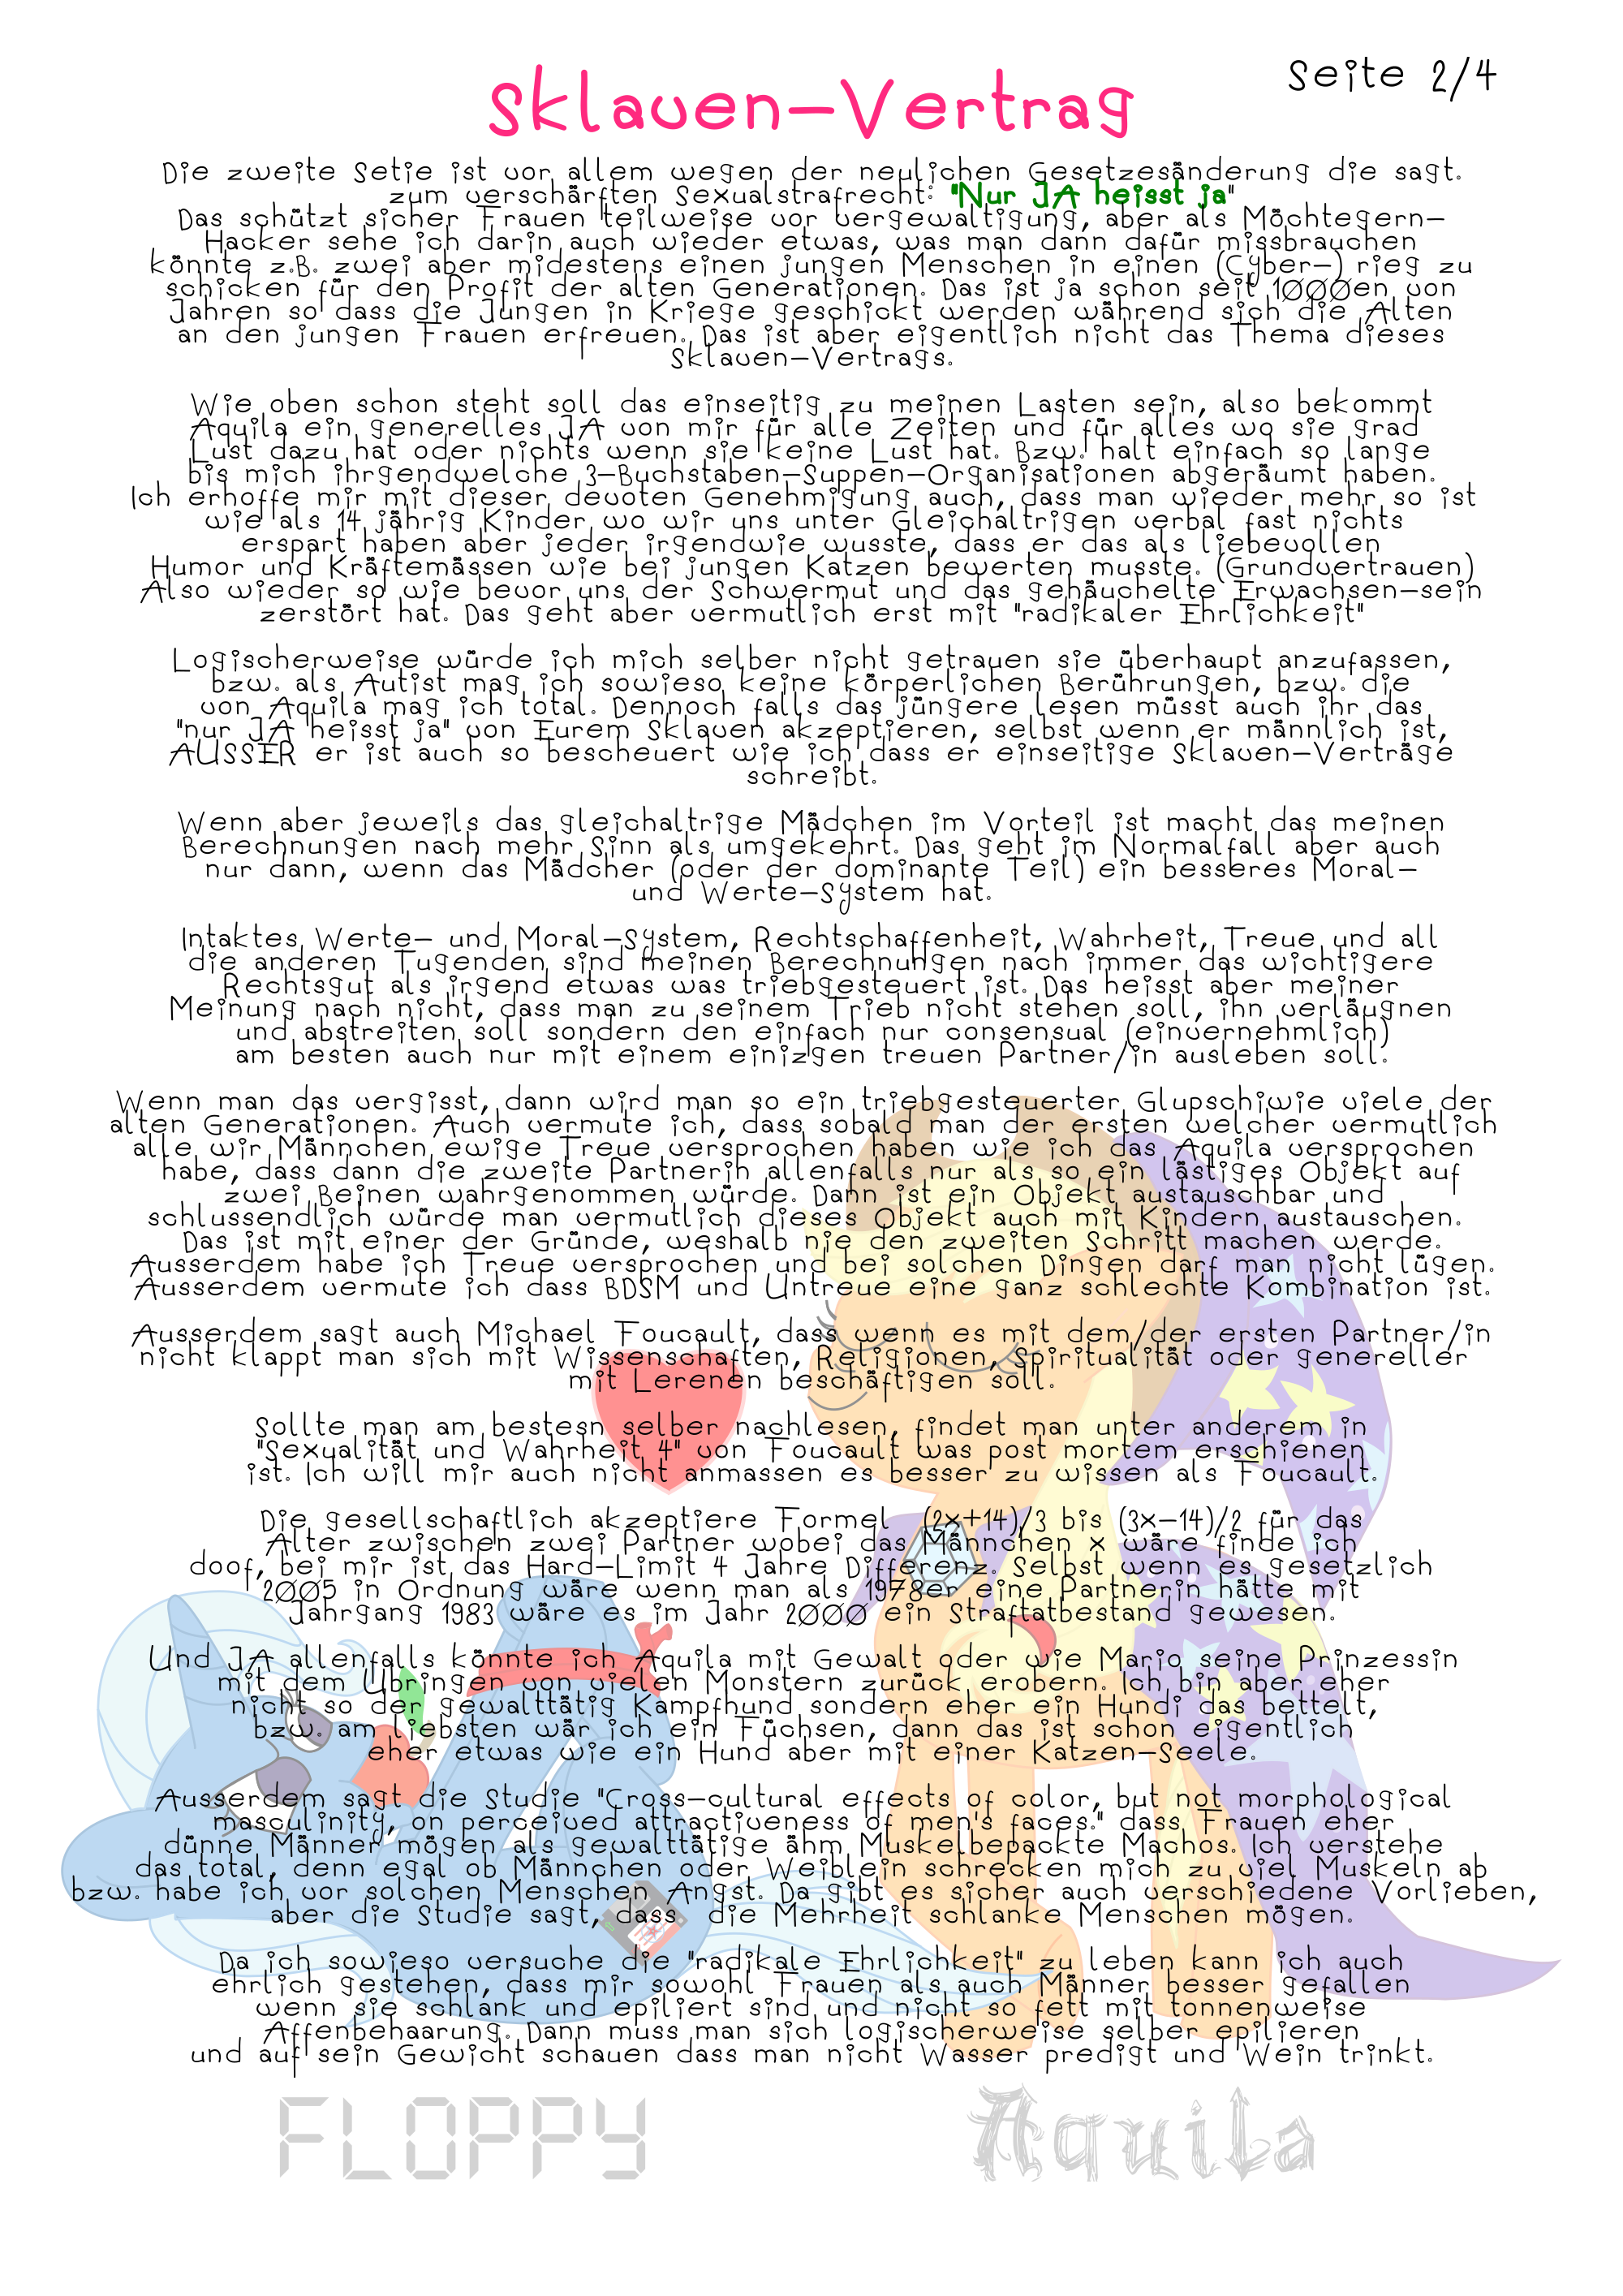 Seite 2/4
Sklaven-Vertrag
Die zweite Setie ist vor allem wegen der neulichen Gesetzesänderung die sagt.
zum verschärften Sexualstrafrecht: "Nur JA heisst ja"
Das schützt sicher Frauen teilweise vor vergewaltigung, aber als Möchtegern-
Hacker sehe ich darin auch wieder etwas, was man dann dafür missbrauchen
könnte z.B. zwei aber midestens einen jungen Menschen in einen (Cyber-) rieg zu
schicken für den Profit der alten Generationen. Das ist ja schon seit 1000en von
Jahren so dass die Jungen in Kriege geschickt werden während sich die Alten
an den jungen Frauen erfreuen. Das ist aber eigentlich nicht das Thema dieses
Sklaven-Vertrags.
Wie oben schon steht soll das einseitig zu meinen Lasten sein, also bekommt
Aquila ein generelles JA von mir für alle Zeiten und für alles wo sie grad
Lust dazu hat oder nichts wenn sie keine Lust hat. Bzw. halt einfach so lange
bis mich ihrgendwelche 3-Buchstaben-Suppen-Organisationen abgeräumt haben.
Ich erhoffe mir mit dieser devoten Genehmigung auch, dass man wieder mehr so ist
wie als 14 jährig Kinder wo wir uns unter Gleichaltrigen verbal fast nichts
erspart haben aber jeder irgendwie wusste, dass er das als liebevollen
Humor und Kräftemässen wie bei jungen Katzen bewerten musste. (Grundvertrauen)
Also wieder so wie bevor uns der Schwermut und das gehäuchelte Erwachsen-sein
zerstört hat. Das geht aber vermutlich erst mit "radikaler Ehrlichkeit"
Logischerweise würde ich mich selber nicht getrauen sie überhaupt anzufassen,
bzw. als Autist mag ich sowieso keine körperlichen Berührungen, bzw. die
von Aquila mag ich total. Dennoch falls das jüngere lesen müsst auch ihr das
"nur JA heisst ja" von Eurem Sklaven akzeptieren, selbst wenn er männlich ist,
AUSSER er ist auch so bescheuert wie ich dass er einseitige Sklaven-Verträge
schreibt.
Wenn aber jeweils das gleichaltrige Mädchen im Vorteil ist macht das meinen
Berechnungen nach mehr Sinn als umgekehrt. Das geht im Normalfall aber auch
nur dann, wenn das Mädcher (oder der dominante Teil) ein besseres Moral-
und Werte-System hat.
Intaktes Werte- und Moral-System, Rechtschaffenheit, Wahrheit, Treue und all
die anderen Tugenden sind meinen Berechnungen nach immer das wichtigere
Rechtsgut als irgend etwas was triebgesteuert ist. Das heisst aber meiner
Meinung nach nicht, dass man zu seinem Trieb nicht stehen soll, ihn verläugnen
und abstreiten soll sondern den einfach nur consensual (einvernehmlich)
am besten auch nur mit einem einizgen treuen Partner/in ausleben soll.
Wenn man das vergisst, dann wird man so ein triebgesteuerter Glupschiwie viele der
alten Generationen. Auch vermute ich, dass sobald man der ersten welcher vermutlich
alle wir Männchen ewige Treue versprochen haben wie ich das Aquila versprochen
habe, dass dann die zweite Partnerin allenfalls nur als so ein lästiges Objekt auf
zwei Beinen wahrgenommen würde. Dann ist ein Objekt austauschbar und
schlussendlich würde man vermutlich dieses Objekt auch mit Kindern austauschen.
Das ist mit einer der Gründe, weshalb nie den zweiten Schritt machen werde.
Ausserdem habe ich Treue versprochen und bei solchen Dingen darf man nicht lügen.
Ausserdem vermute ich dass BDSM und Untreue eine ganz schlechte Kombination ist.
Ausserdem sagt auch Michael Foucault, dass wenn es mit dem/der ersten Partner/in
nicht klappt man sich mit Wissenschaften, Religionen, Spiritualität oder genereller
mit Lerenen beschäftigen soll.
Sollte man am bestesn selber nachlesen, findet man unter anderem in
"Sexualität und Wahrheit 4" von Foucault was post mortem erschienen
ist. Ich will mir auch nicht anmassen es besser zu wissen als Foucault.
Die gesellschaftlich akzeptiere Formel (2x+14)/3 bis (3x-14)/2 für das
Alter zwischen zwei Partner wobei das Männchen x wäre finde ich
doof, bei mir ist das Hard-Limit 4 Jahre Differenz. Selbst wenn es gesetzlich
2005 in Ordnung wäre wenn man als 1978er eine Partnerin hätte mit
Jahrgang 1983 wäre es im Jahr 2000 ein Straftatbestand gewesen.
Und JA allenfalls könnte ich Aquila mit Gewalt oder wie Mario seine Prinzessin
mit dem Übringen von vielen Monstern zurück erobern. Ich bin aber eher
nicht so der gewalttätig Kampfhund sondern eher ein Hundi das bettelt,
bzw. am liebsten wär ich ein Füchsen, dann das ist schon eigentlich
eher etwas wie ein Hund aber mit einer Katzen-Seele.
Ausserdem sagt die Studie "Cross-cultural effects of color, but not morphological
masculinity, on perceived attractiveness of men's faces." dass Frauen eher
dünne Männer mögen als gewalttätige ähm Muskelbepackte Machos. Ich verstehe
das total, denn egal ob Männchen oder Weiblein schrecken mich zu viel Muskeln ab
bzw. habe ich vor solchen Menschen Angst. Da gibt es sicher auch verschiedene Vorlieben,
aber die Studie sagt, dass die Mehrheit schlanke Menschen mögen.
Da ich sowieso versuche die "radikale Ehrlichkeit" zu leben kann ich auch
ehrlich gestehen, dass mir sowohl Frauen als auch Männer besser gefallen
wenn sie schlank und epiliert sind und nicht so fett mit tonnenweise
Affenbehaarung. Dann muss man sich logischerweise selber epilieren
und auf sein Gewicht schauen dass man nicht Wasser predigt und Wein trinkt.
FLOPPY
Aquila